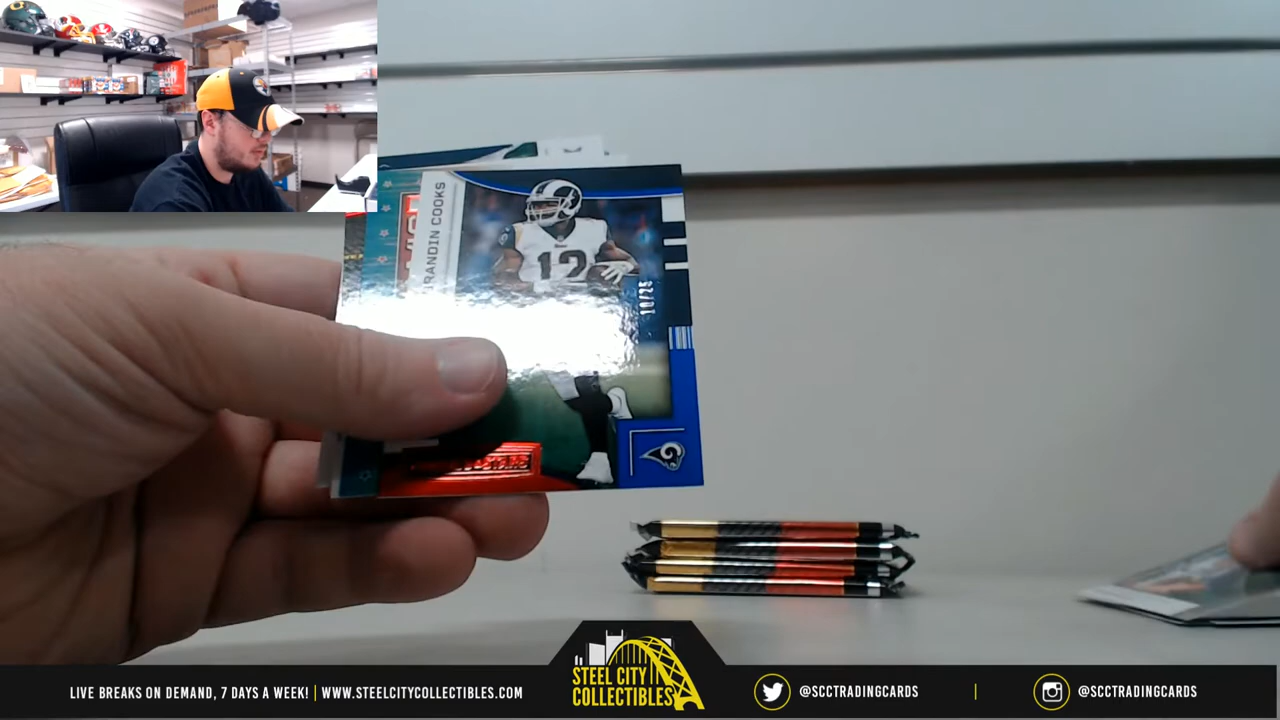 RANDIN COOKS
12
10/25
STEEL CITY
COLLECTIBLES
LIVE BREAKS ON DEMAND, 7 DAYS A WEEK! | WWW.STEELCITYCOLLECTIBLES.COM
@SCCTRADINGCARDS
@SCCTRADINGCARDS